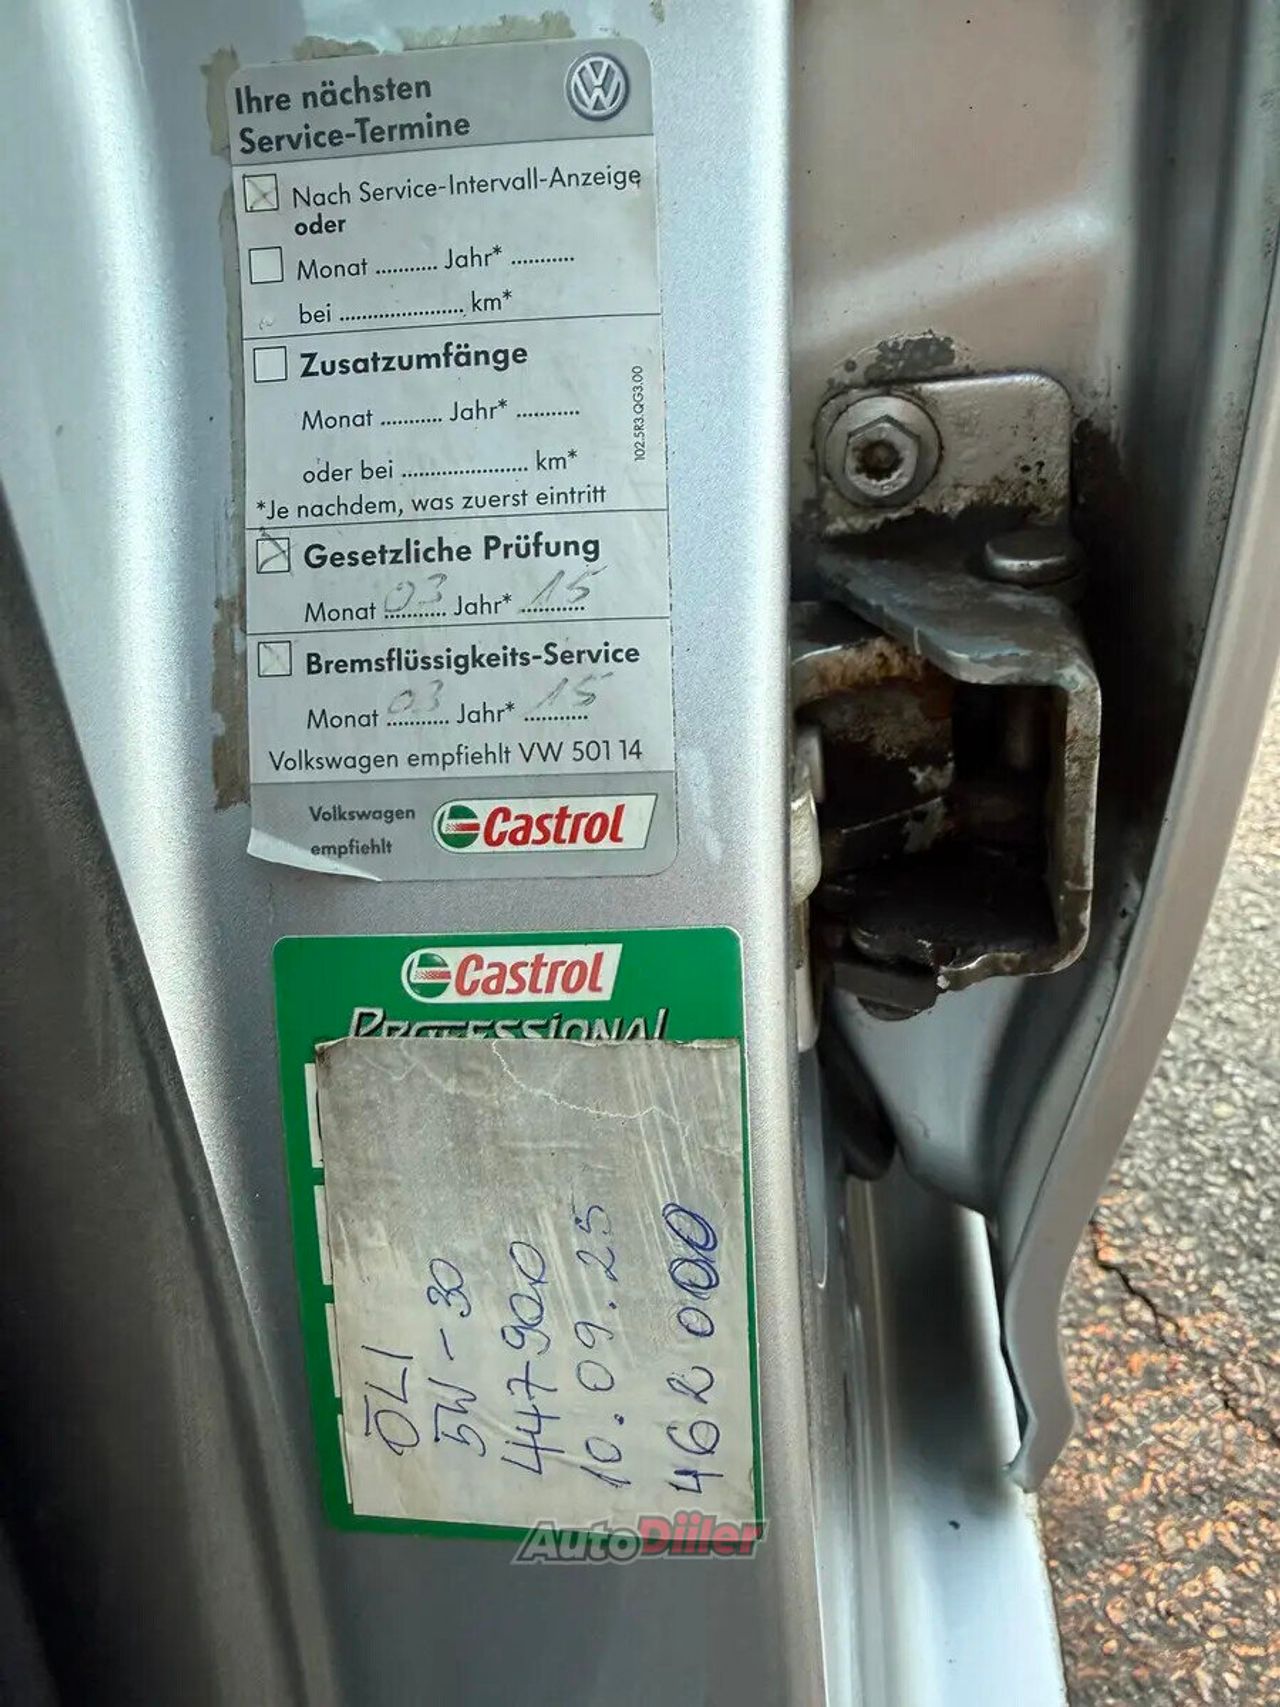 Ihre nächsten
Service-Termine
Nach Service-Intervall-Anzeige
oder
Monat ........... Jahr* ...........
bei ...................... km*
Zusatzumfänge
Monat ........... Jahr* ...........
oder bei ...................... km*
*Je nachdem, was zuerst eintritt
102.5R3.QG3.00
Gesetzliche Prüfung
Monat 03 Jahr* 15
Bremsflüssigkeits-Service
Monat 03 Jahr* 15
Volkswagen empfiehlt VW 501 14
Volkswagen
empfiehlt
Castrol
Castrol
PROFESSIONAL
ÕLI
5W-30
447900
10.09.25
462000
AutoDiiler